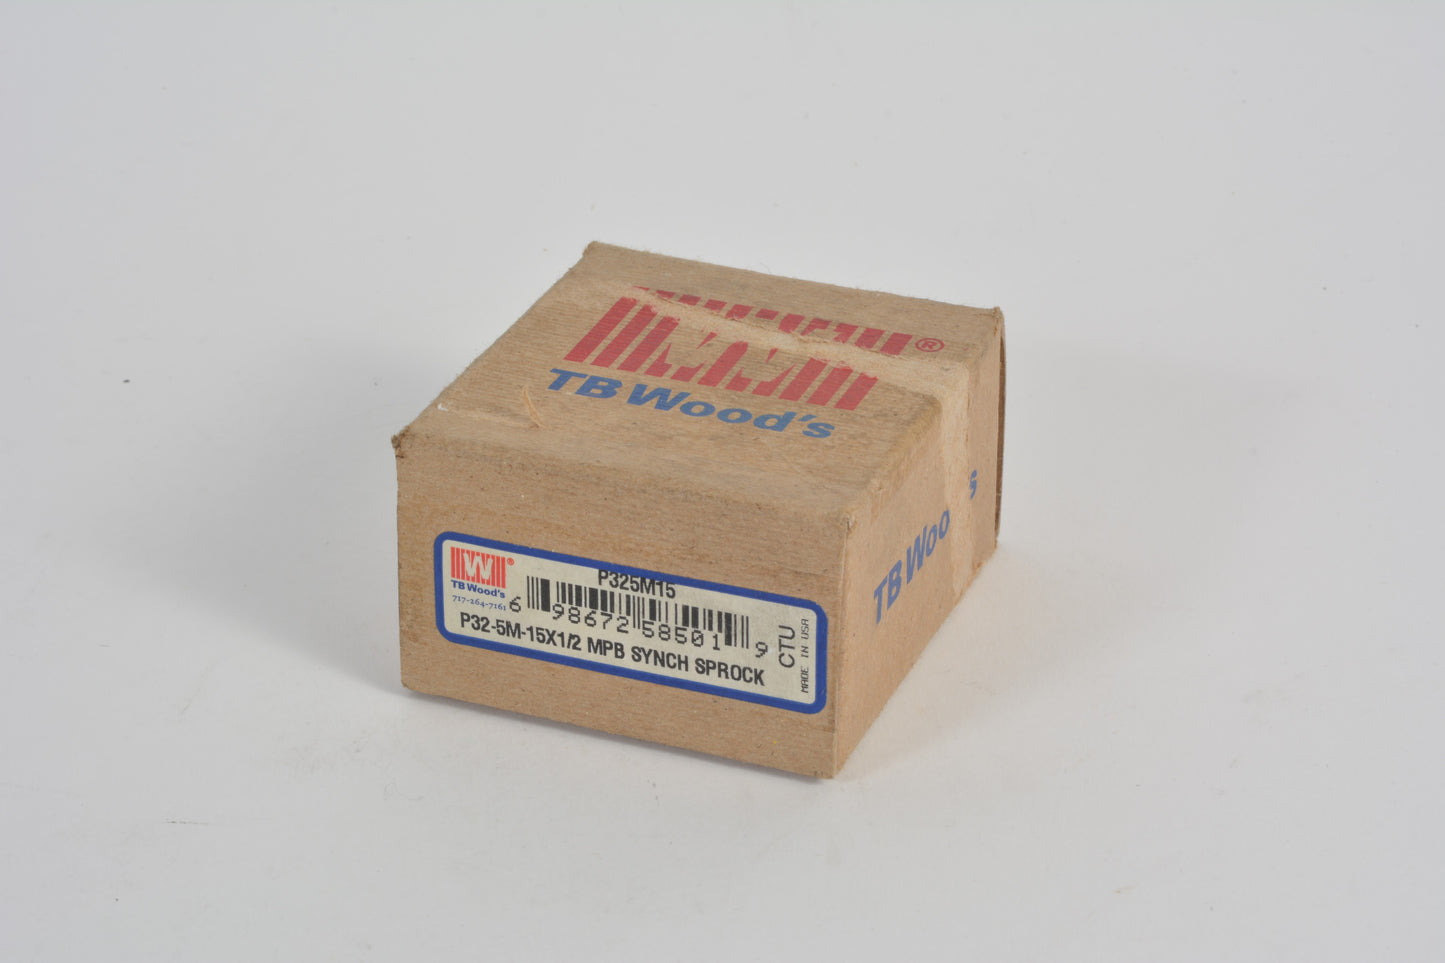 ®
TB Wood's
W®
TB Wood's
717-264-7161
P325M15
6 98672 58501 9
P32-5M-15X1/2 MPB SYNCH SPROCK
CTU
MADE IN USA
TB Woo s